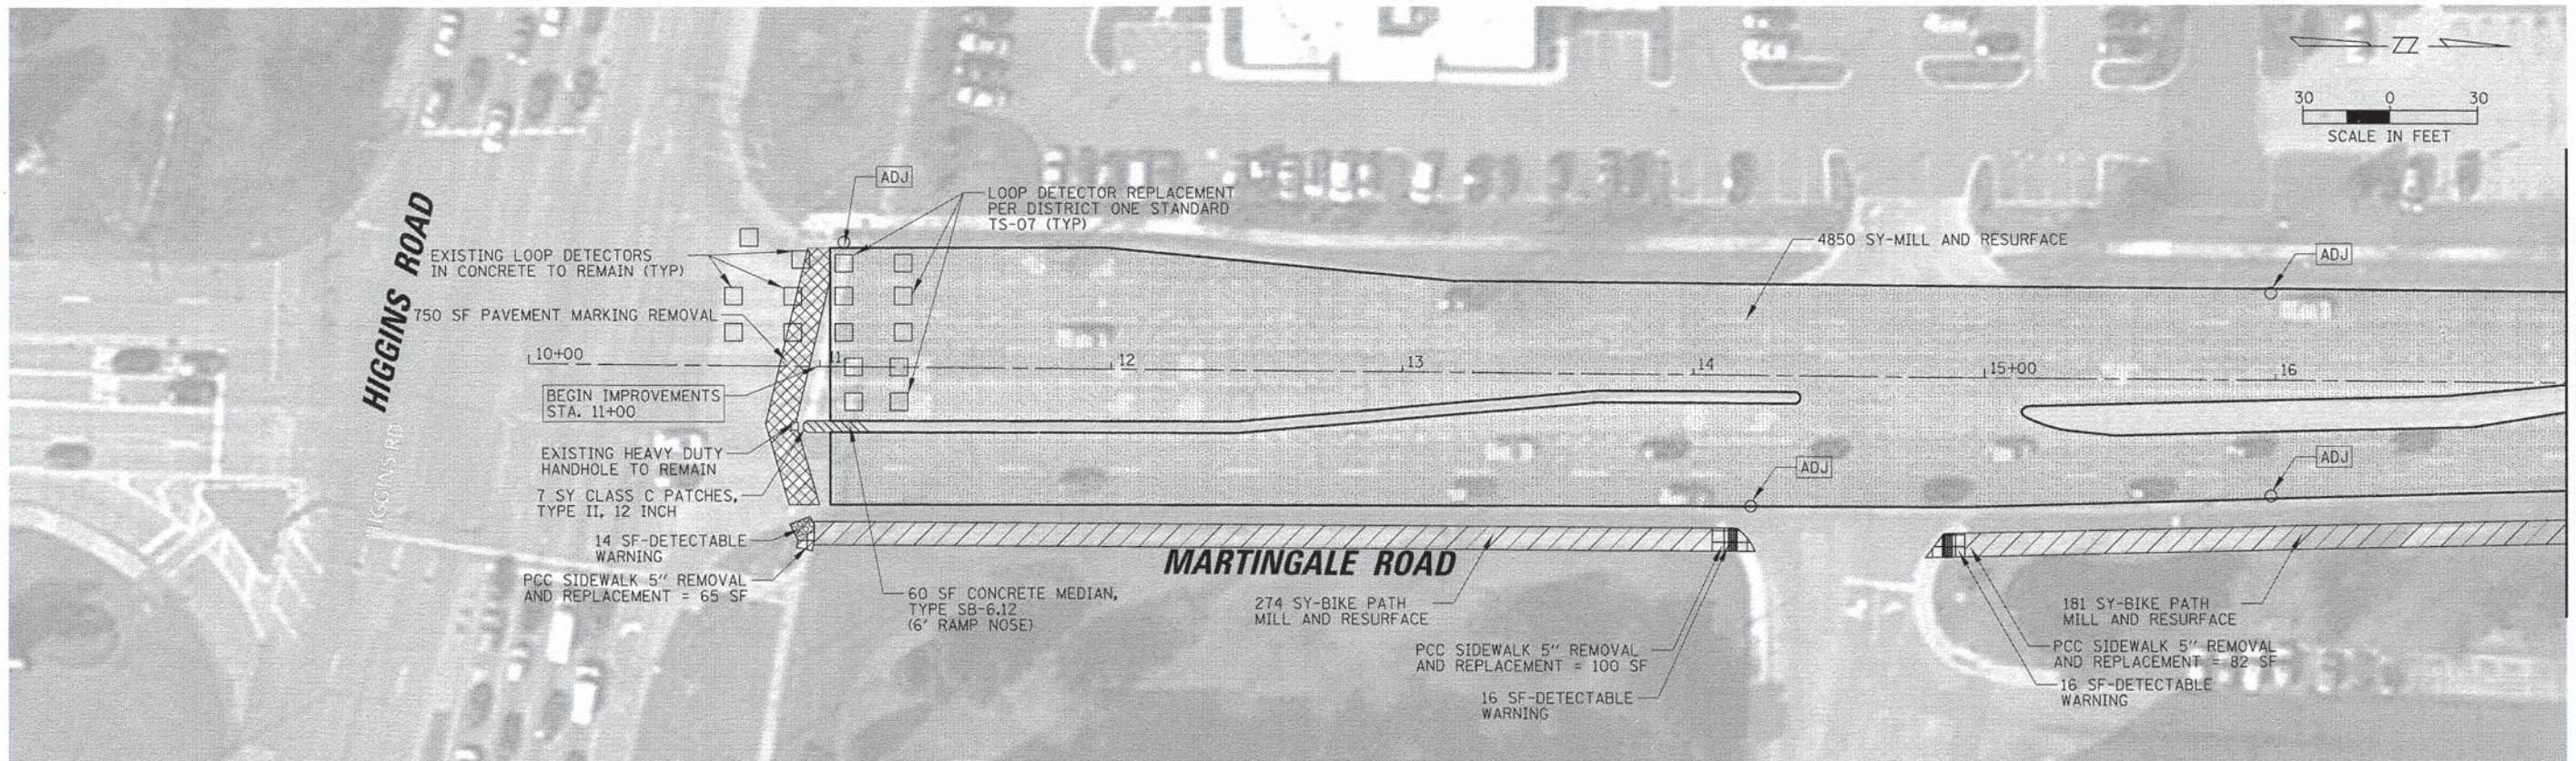 Z
30 0 30
SCALE IN FEET
ADJ
LOOP DETECTOR REPLACEMENT
PER DISTRICT ONE STANDARD
TS-07 (TYP)
HIGGINS ROAD
EXISTING LOOP DETECTORS
IN CONCRETE TO REMAIN (TYP)
4850 SY-MILL AND RESURFACE
ADJ
750 SF PAVEMENT MARKING REMOVAL
10+00
11
12
13
14
15+00
16
BEGIN IMPROVEMENTS
STA. 11+00
EXISTING HEAVY DUTY
HANDHOLE TO REMAIN
HIGGINS RD
ADJ
ADJ
7 SY CLASS C PATCHES,
TYPE II, 12 INCH
14 SF-DETECTABLE
WARNING
PCC SIDEWALK 5" REMOVAL
AND REPLACEMENT = 65 SF
MARTINGALE ROAD
60 SF CONCRETE MEDIAN,
TYPE SB-6.12
(6' RAMP NOSE)
274 SY-BIKE PATH
MILL AND RESURFACE
181 SY-BIKE PATH
MILL AND RESURFACE
PCC SIDEWALK 5" REMOVAL
AND REPLACEMENT = 100 SF
PCC SIDEWALK 5" REMOVAL
AND REPLACEMENT = 82 SF
16 SF-DETECTABLE
WARNING
16 SF-DETECTABLE
WARNING